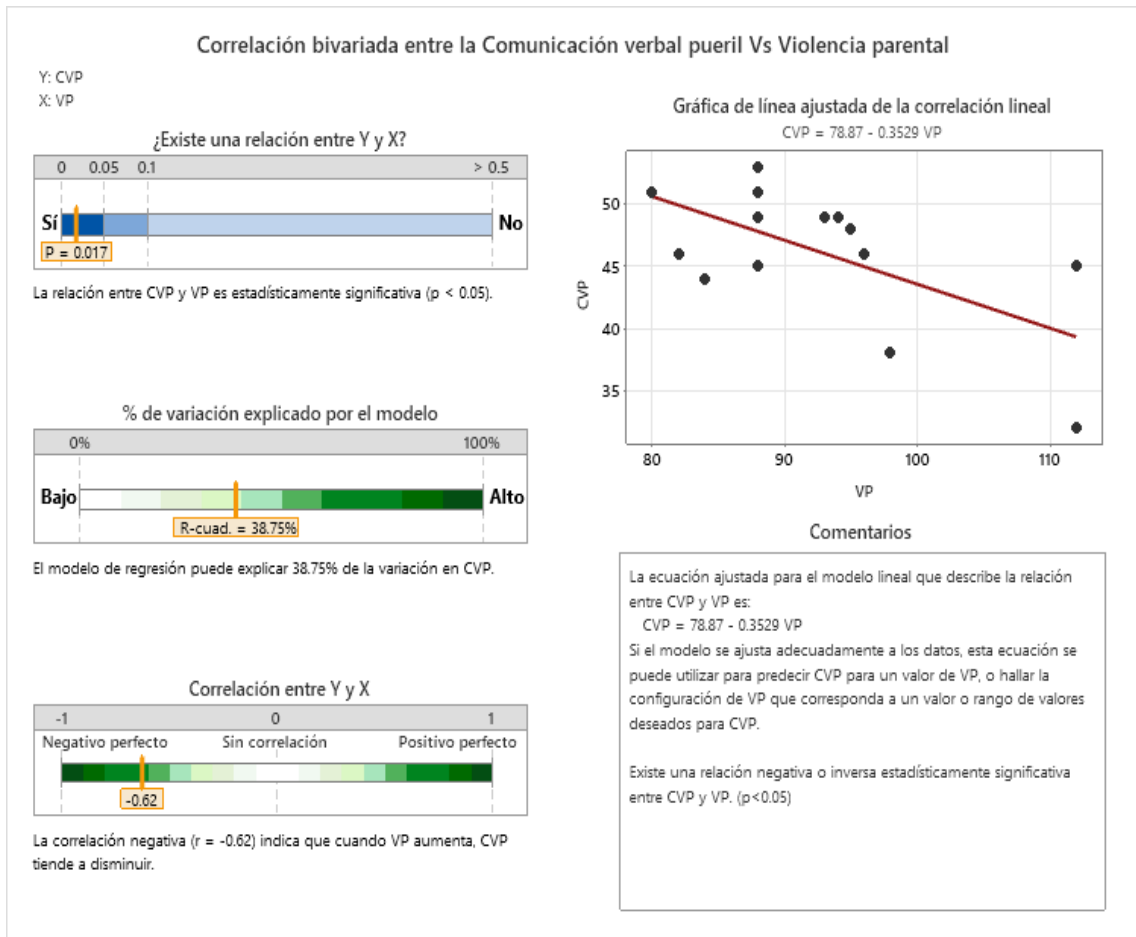 Correlación bivariada entre la Comunicación verbal pueril Vs Violencia parental
Y: CVP
X: VP
¿Existe una relación entre Y y X?
0 0.05 0.1 > 0.5
Sí No
P = 0.017
La relación entre CVP y VP es estadísticamente significativa (p < 0.05).
% de variación explicado por el modelo
0% 100%
Bajo Alto
R-cuad. = 38.75%
El modelo de regresión puede explicar 38.75% de la variación en CVP.
Correlación entre Y y X
-1 0 1
Negativo perfecto Sin correlación Positivo perfecto
-0.62
La correlación negativa (r = -0.62) indica que cuando VP aumenta, CVP
tiende a disminuir.
Gráfica de línea ajustada de la correlación lineal
CVP = 78.87 - 0.3529 VP
50
45
40
35
CVP
80 90 100 110
VP
Comentarios
La ecuación ajustada para el modelo lineal que describe la relación
entre CVP y VP es:
CVP = 78.87 - 0.3529 VP
Si el modelo se ajusta adecuadamente a los datos, esta ecuación se
puede utilizar para predecir CVP para un valor de VP, o hallar la
configuración de VP que corresponda a un valor o rango de valores
deseados para CVP.
Existe una relación negativa o inversa estadísticamente significativa
entre CVP y VP. (p<0.05)